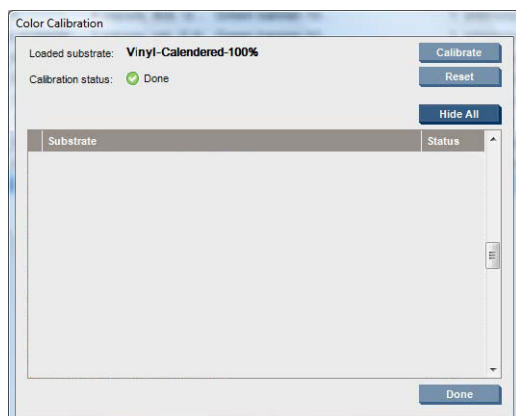 Color Calibration
Loaded substrate: Vinyl-Calendered-100% Calibrate
Calibration status: Done Reset
Hide All
Substrate Status
Done